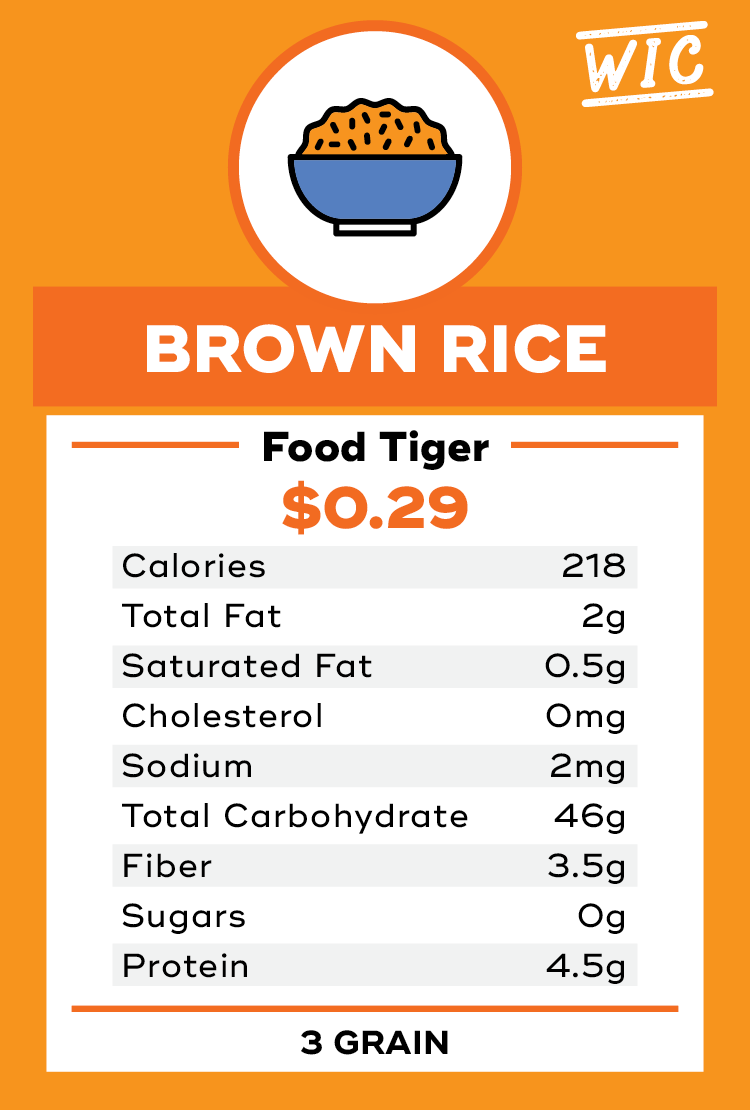 WIC
BROWN RICE
Food Tiger
$0.29
Calories 218
Total Fat 2g
Saturated Fat 0.5g
Cholesterol 0mg
Sodium 2mg
Total Carbohydrate 46g
Fiber 3.5g
Sugars 0g
Protein 4.5g
3 GRAIN